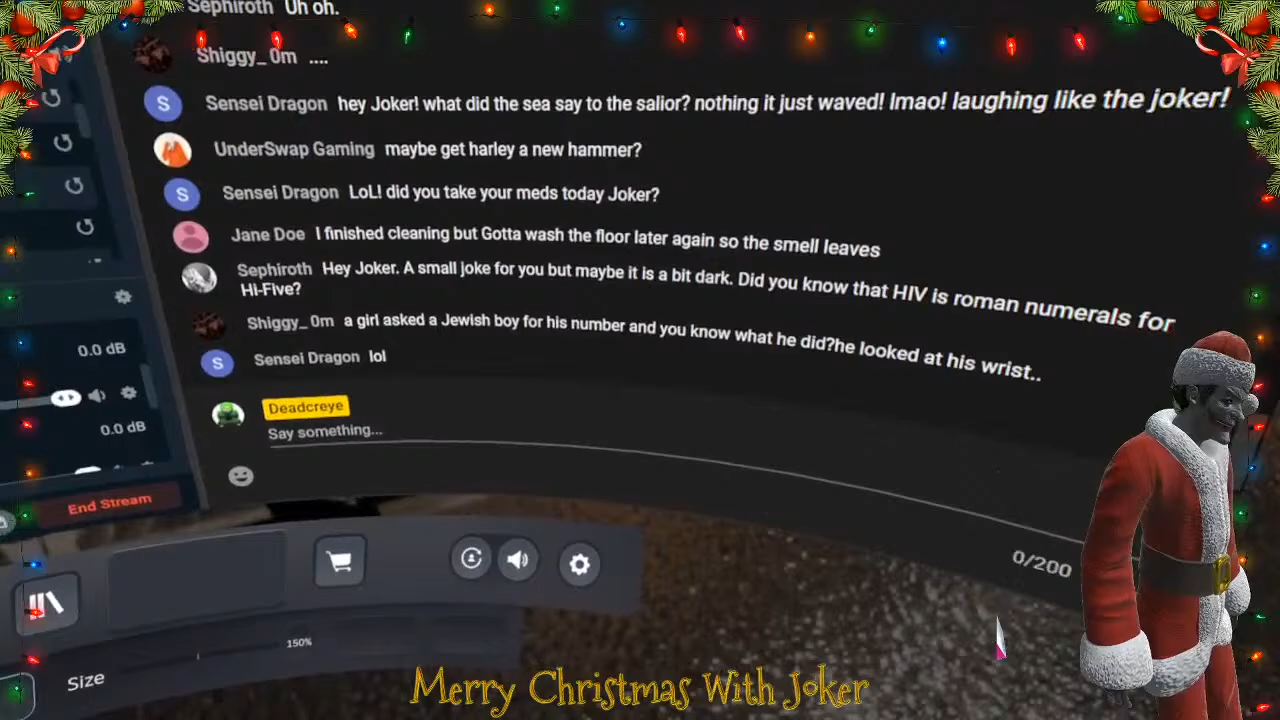 Sephiroth Uh oh.
Shiggy_0m ....
S Sensei Dragon hey Joker! what did the sea say to the salior? nothing it just waved! lmao! laughing like the joker!
UnderSwap Gaming maybe get harley a new hammer?
S Sensei Dragon LoL! did you take your meds today Joker?
Jane Doe I finished cleaning but Gotta wash the floor later again so the smell leaves
Sephiroth Hey Joker. A small joke for you but maybe it is a bit dark. Did you know that HIV is roman numerals for
Hi-Five?
Shiggy_0m a girl asked a Jewish boy for his number and you know what he did?he looked at his wrist..
S Sensei Dragon lol
0.0 dB
Deadcreye
Say something...
0.0 dB
End Stream
0/200
150%
Size
Merry Christmas With Joker